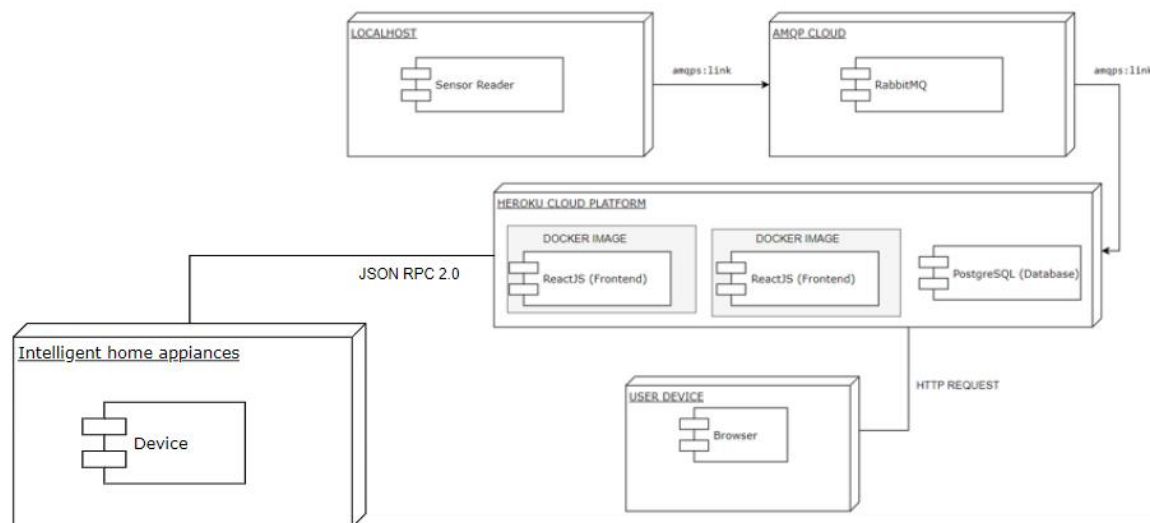 LOCALHOST
Sensor Reader
amqps:link
AMQP CLOUD
RabbitMQ
amqps:link
HEROKU CLOUD PLATFORM
DOCKER IMAGE
ReactJS (Frontend)
DOCKER IMAGE
ReactJS (Frontend)
PostgreSQL (Database)
JSON RPC 2.0
Intelligent home appiances
Device
HTTP REQUEST
USER DEVICE
Browser